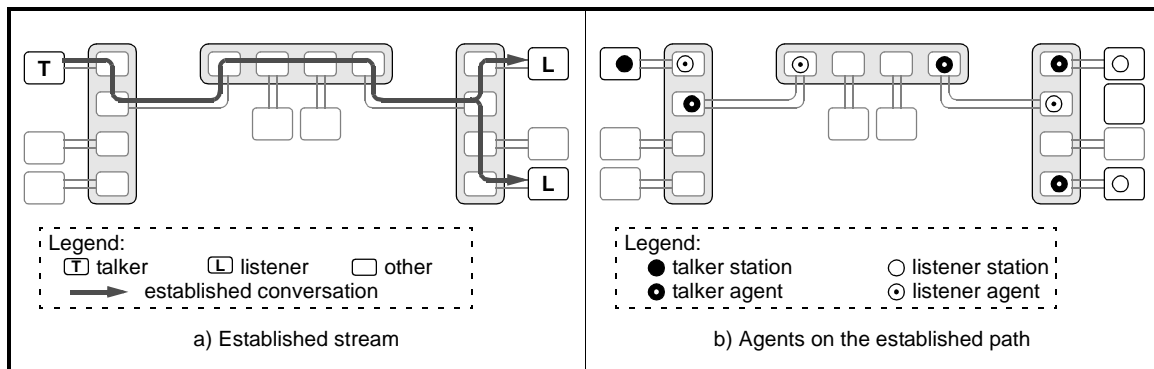 T
L
L
Legend:
T talker L listener other
established conversation
a) Established stream
Legend:
talker station listener station
talker agent listener agent
b) Agents on the established path